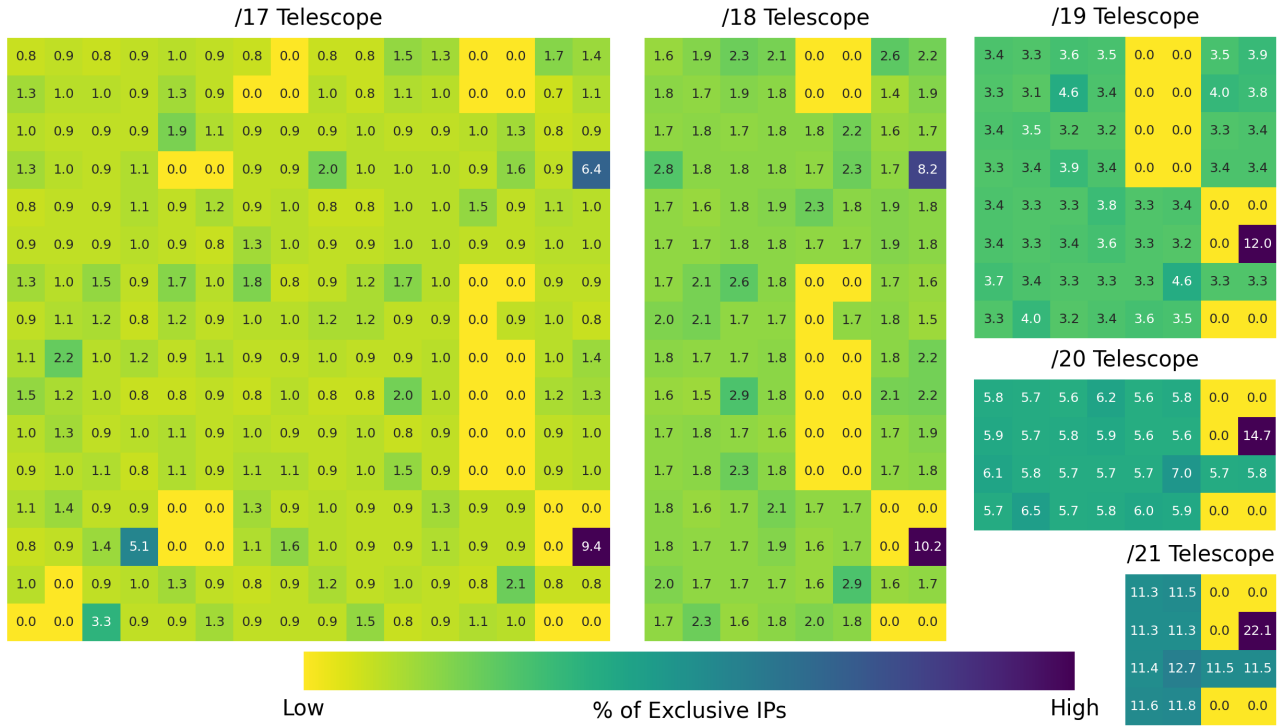 /17 Telescope
0.8 0.9 0.8 0.9 1.0 0.9 0.8 0.0 0.8 0.8 1.5 1.3 0.0 0.0 1.7 1.4
1.3 1.0 1.0 0.9 1.3 0.9 0.0 0.0 1.0 0.8 1.1 1.0 0.0 0.0 0.7 1.1
1.0 0.9 0.9 0.9 1.9 1.1 0.9 0.9 1.0 0.9 0.9 0.9 1.0 1.3 0.8 0.9
1.3 1.0 0.9 1.1 0.0 0.0 0.9 0.9 2.0 1.0 1.0 1.0 0.9 1.6 0.9 6.4
0.8 0.9 0.9 1.1 0.9 1.2 0.9 1.0 0.8 0.8 1.0 1.0 1.5 0.9 1.1 1.0
0.9 0.9 0.9 1.0 0.9 0.8 1.3 1.0 0.9 0.9 1.0 0.9 0.9 0.9 1.0 1.0
1.3 1.0 1.5 0.9 1.7 1.0 1.8 0.8 0.9 1.2 1.7 1.0 0.0 0.0 0.9 1.0
0.9 1.1 1.2 0.8 1.2 0.9 1.0 1.0 1.2 1.2 0.9 0.9 0.0 0.9 1.0 0.8
1.1 2.2 1.0 1.2 0.9 1.1 0.9 0.9 1.0 0.9 0.9 1.0 0.0 0.0 1.0 1.4
1.5 1.2 1.0 0.8 0.8 0.9 0.8 1.0 0.8 0.8 2.0 1.0 0.0 0.0 1.2 1.3
1.0 1.3 0.9 1.0 1.1 0.9 1.0 0.9 0.9 1.0 0.8 0.9 0.0 0.0 0.9 1.0
0.9 1.0 1.1 0.8 1.1 0.9 1.1 1.1 0.9 1.0 1.5 0.9 0.0 0.0 0.9 1.0
1.1 1.4 0.9 0.9 0.0 0.0 1.3 0.9 1.0 0.9 0.9 1.3 0.9 0.9 0.0 0.0
0.8 0.9 1.4 5.1 0.0 0.0 1.1 1.6 1.0 0.9 0.9 1.1 0.9 0.9 0.0 9.4
1.0 0.0 0.9 1.0 1.3 0.9 0.8 0.9 1.2 0.9 1.0 0.9 0.8 2.1 0.8 0.8
0.0 0.0 3.3 0.9 0.9 1.3 0.9 0.9 0.9 1.5 0.8 0.9 1.1 1.0 0.0 0.0
/18 Telescope
1.6 1.9 2.3 2.1 0.0 0.0 2.6 2.2
1.8 1.7 1.9 1.8 0.0 0.0 1.4 1.9
1.7 1.8 1.7 1.8 1.8 2.2 1.6 1.7
2.8 1.8 1.8 1.8 1.7 2.3 1.7 8.2
1.7 1.6 1.8 1.9 2.3 1.8 1.9 1.8
1.7 1.7 1.8 1.8 1.7 1.7 1.9 1.8
1.7 2.1 2.6 1.8 0.0 0.0 1.7 1.6
2.0 2.1 1.7 1.7 0.0 1.7 1.8 1.5
1.8 1.7 1.7 1.8 0.0 0.0 1.8 2.2
1.6 1.5 2.9 1.8 0.0 0.0 2.1 2.2
1.7 1.8 1.7 1.6 0.0 0.0 1.7 1.9
1.7 1.8 2.3 1.8 0.0 0.0 1.7 1.8
1.8 1.6 1.7 2.1 1.7 1.7 0.0 0.0
1.8 1.7 1.7 1.9 1.6 1.7 0.0 10.2
2.0 1.7 1.7 1.7 1.6 2.9 1.6 1.7
1.7 2.3 1.6 1.8 2.0 1.8 0.0 0.0
/19 Telescope
3.4 3.3 3.6 3.5 0.0 0.0 3.5 3.9
3.3 3.1 4.6 3.4 0.0 0.0 4.0 3.8
3.4 3.5 3.2 3.2 0.0 0.0 3.3 3.4
3.3 3.4 3.9 3.4 0.0 0.0 3.4 3.4
3.4 3.3 3.3 3.8 3.3 3.4 0.0 0.0
3.4 3.3 3.4 3.6 3.3 3.2 0.0 12.0
3.7 3.4 3.3 3.3 3.3 4.6 3.3 3.3
3.3 4.0 3.2 3.4 3.6 3.5 0.0 0.0
/20 Telescope
5.8 5.7 5.6 6.2 5.6 5.8 0.0 0.0
5.9 5.7 5.8 5.9 5.6 5.6 0.0 14.7
6.1 5.8 5.7 5.7 5.7 7.0 5.7 5.8
5.7 6.5 5.7 5.8 6.0 5.9 0.0 0.0
/21 Telescope
11.3 11.5 0.0 0.0
11.3 11.3 0.0 22.1
11.4 12.7 11.5 11.5
11.6 11.8 0.0 0.0
Low
% of Exclusive IPs
High